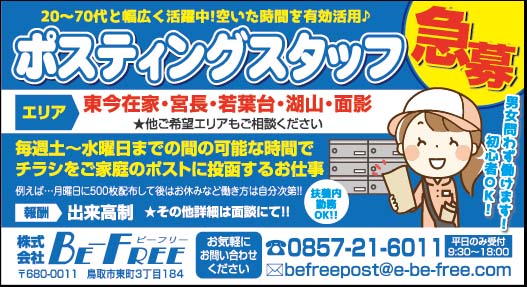 20～70代と幅広く活躍中!空いた時間を有効活用♪
ポスティングスタッフ
急募
エリア
東今在家・宮長・若葉台・湖山・面影
★他ご希望エリアもご相談ください
毎週土～水曜日までの間の可能な時間で
チラシをご家庭のポストに投函するお仕事
例えば…月曜日に500枚配布して後はお休みなど働き方は自分次第!!
扶養内
勤務
OK!!
男女問わず働けます!
初心者OK!
報酬
出来高制
★その他詳細は面談にて!!
株式
会社
BE-FREE
ビーフリー
〒680-0011 鳥取市東町3丁目184
お気軽に
お問い合わせ
ください
☎0857-21-6011
平日のみ受付
9:30～18:00
✉befreepost@e-be-free.com